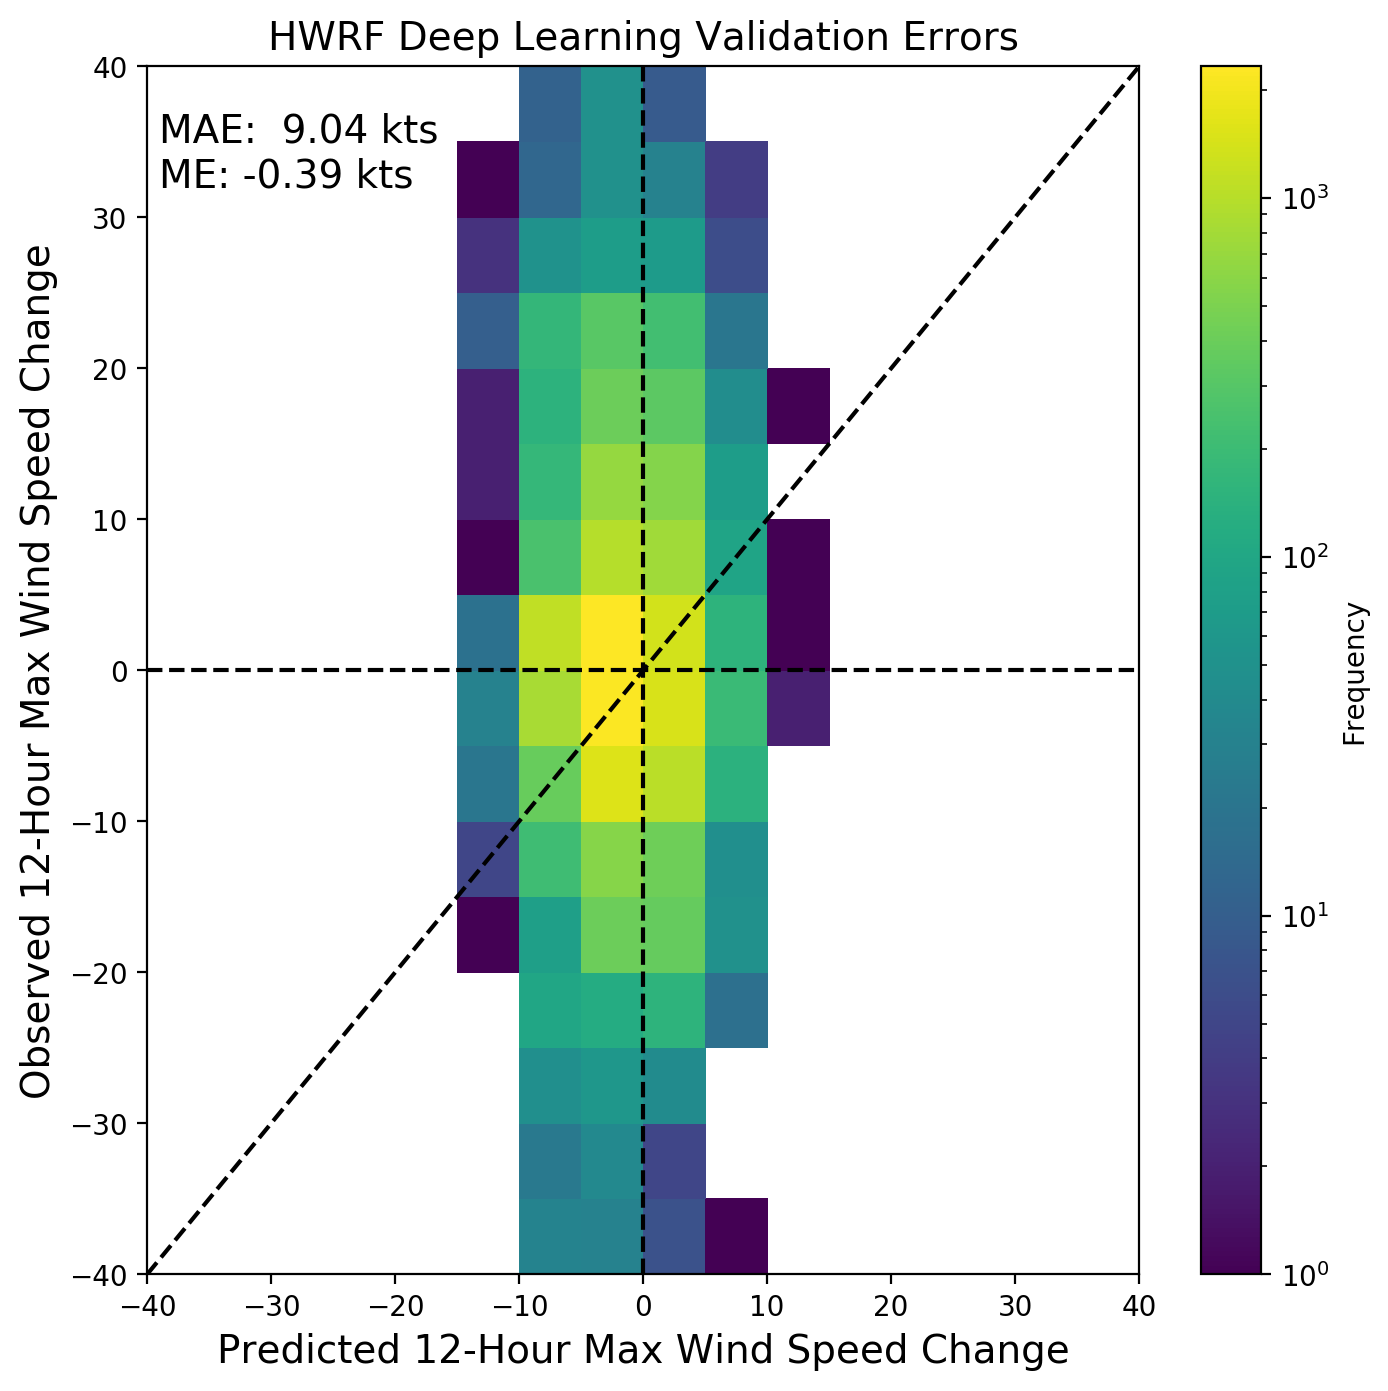 HWRF Deep Learning Validation Errors
MAE:  9.04 kts
ME: -0.39 kts
Observed 12-Hour Max Wind Speed Change
40
30
20
10
0
−10
−20
−30
−40
−40 −30 −20 −10 0 10 20 30 40
Predicted 12-Hour Max Wind Speed Change
10³
10²
10¹
10⁰
Frequency